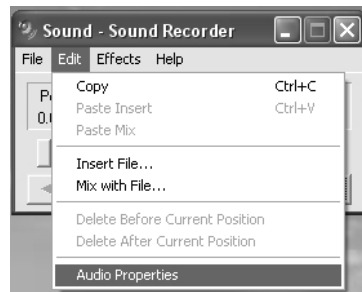 Sound - Sound Recorder
File Edit Effects Help
Copy Ctrl+C
Paste Insert Ctrl+V
Paste Mix
Insert File...
Mix with File...
Delete Before Current Position
Delete After Current Position
Audio Properties